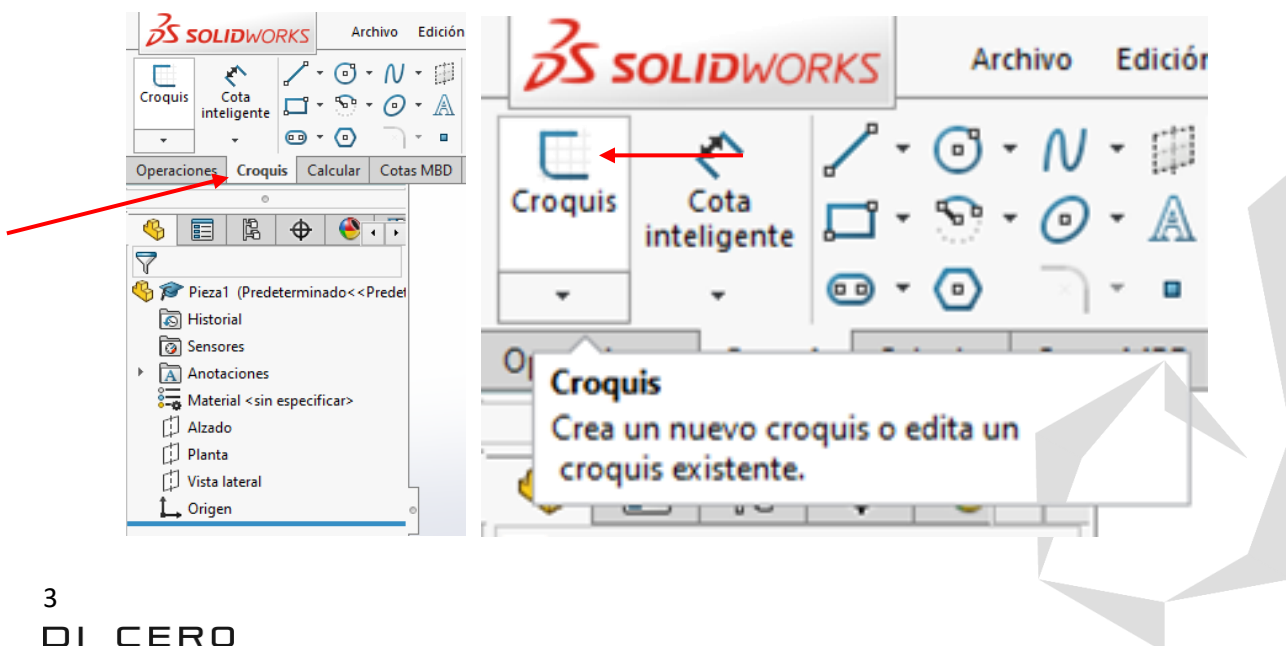 SOLIDWORKS
Archivo Edición
Croquis
Cota
inteligente
Operaciones Croquis Calcular Cotas MBD
Pieza1 (Predeterminado<<Predet
Historial
Sensores
Anotaciones
Material <sin especificar>
Alzado
Planta
Vista lateral
Origen
SOLIDWORKS
Archivo Edición
Croquis
Cota
inteligente
Croquis
Crea un nuevo croquis o edita un
croquis existente.
3
DI CERO